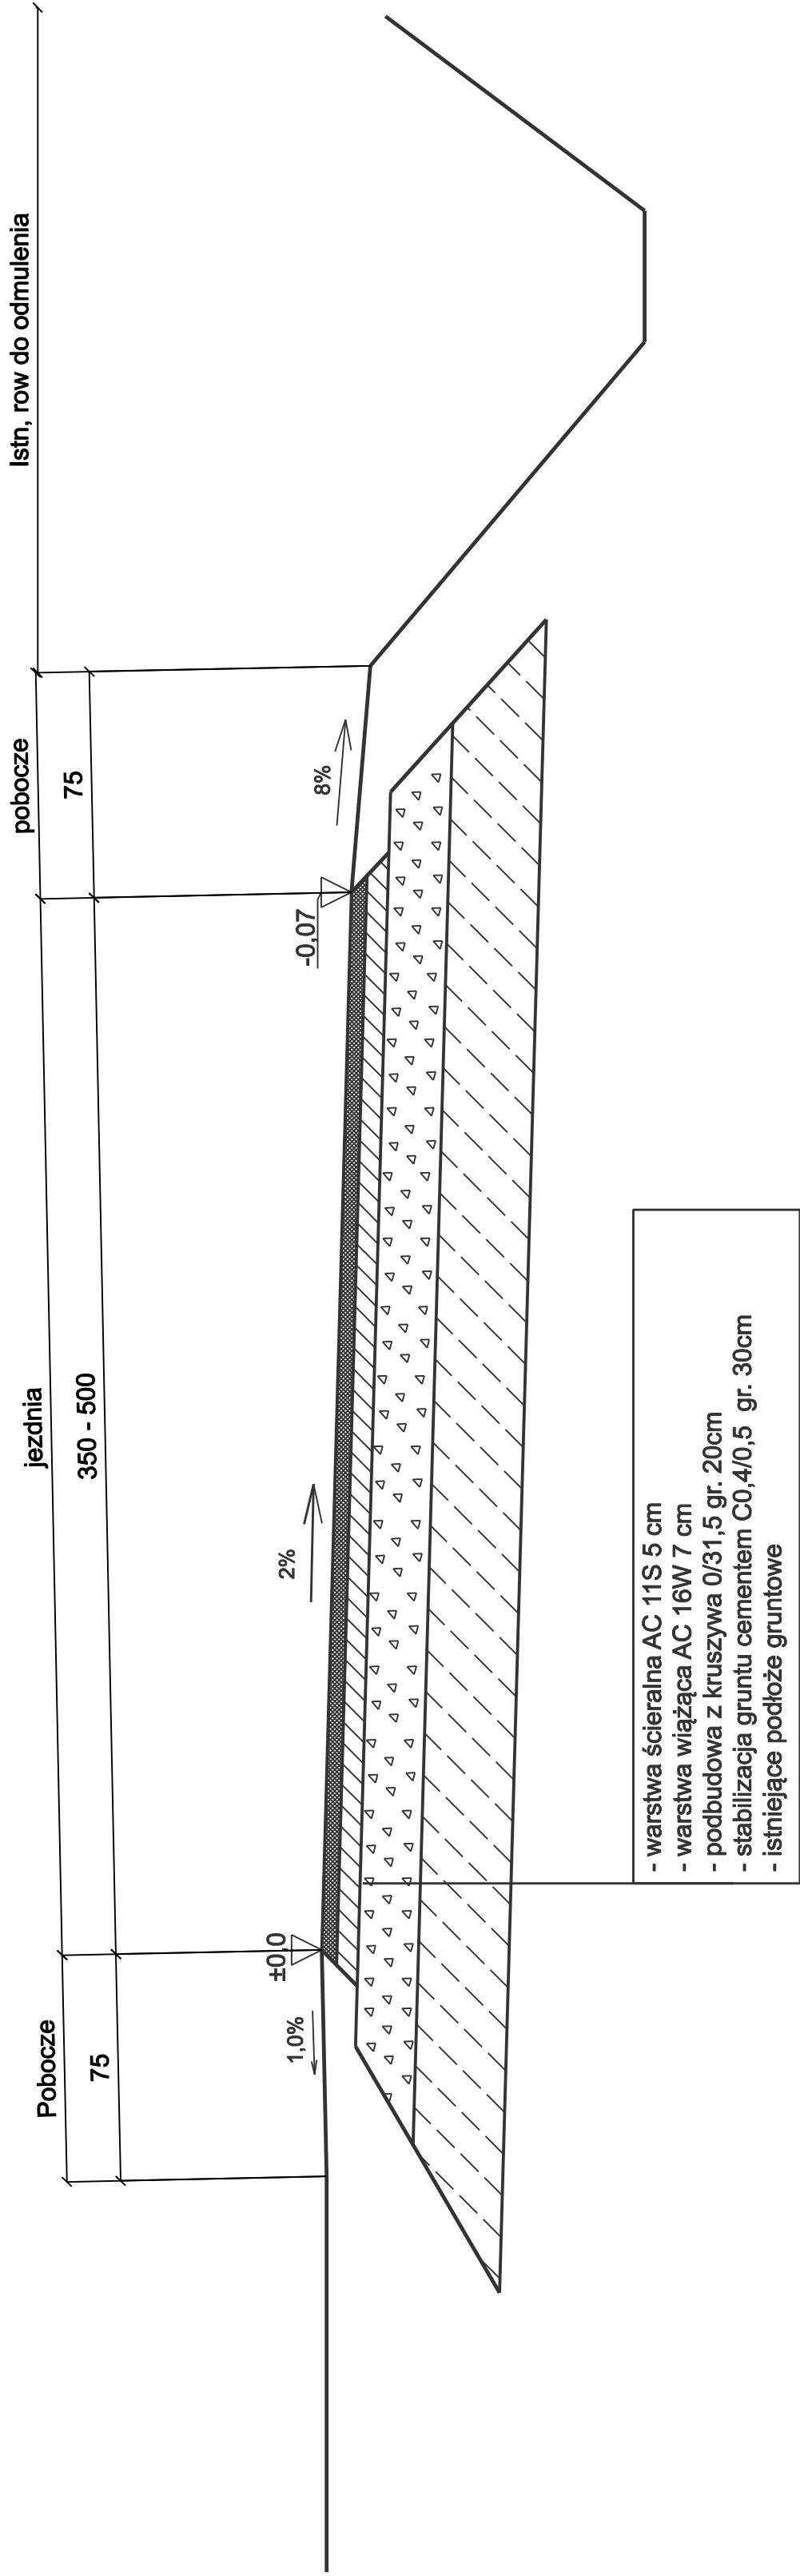 Pobocze
jezdnia
pobocze
Istn, row do odmulenia
75
350 - 500
75
1,0%
±0,0
2%
-0,07
8%
- warstwa ścieralna AC 11S 5 cm
- warstwa wiążąca AC 16W 7 cm
- podbudowa z kruszywa 0/31,5 gr. 20cm
- stabilizacja gruntu cementem C0,4/0,5 gr. 30cm
- istniejące podłoże gruntowe